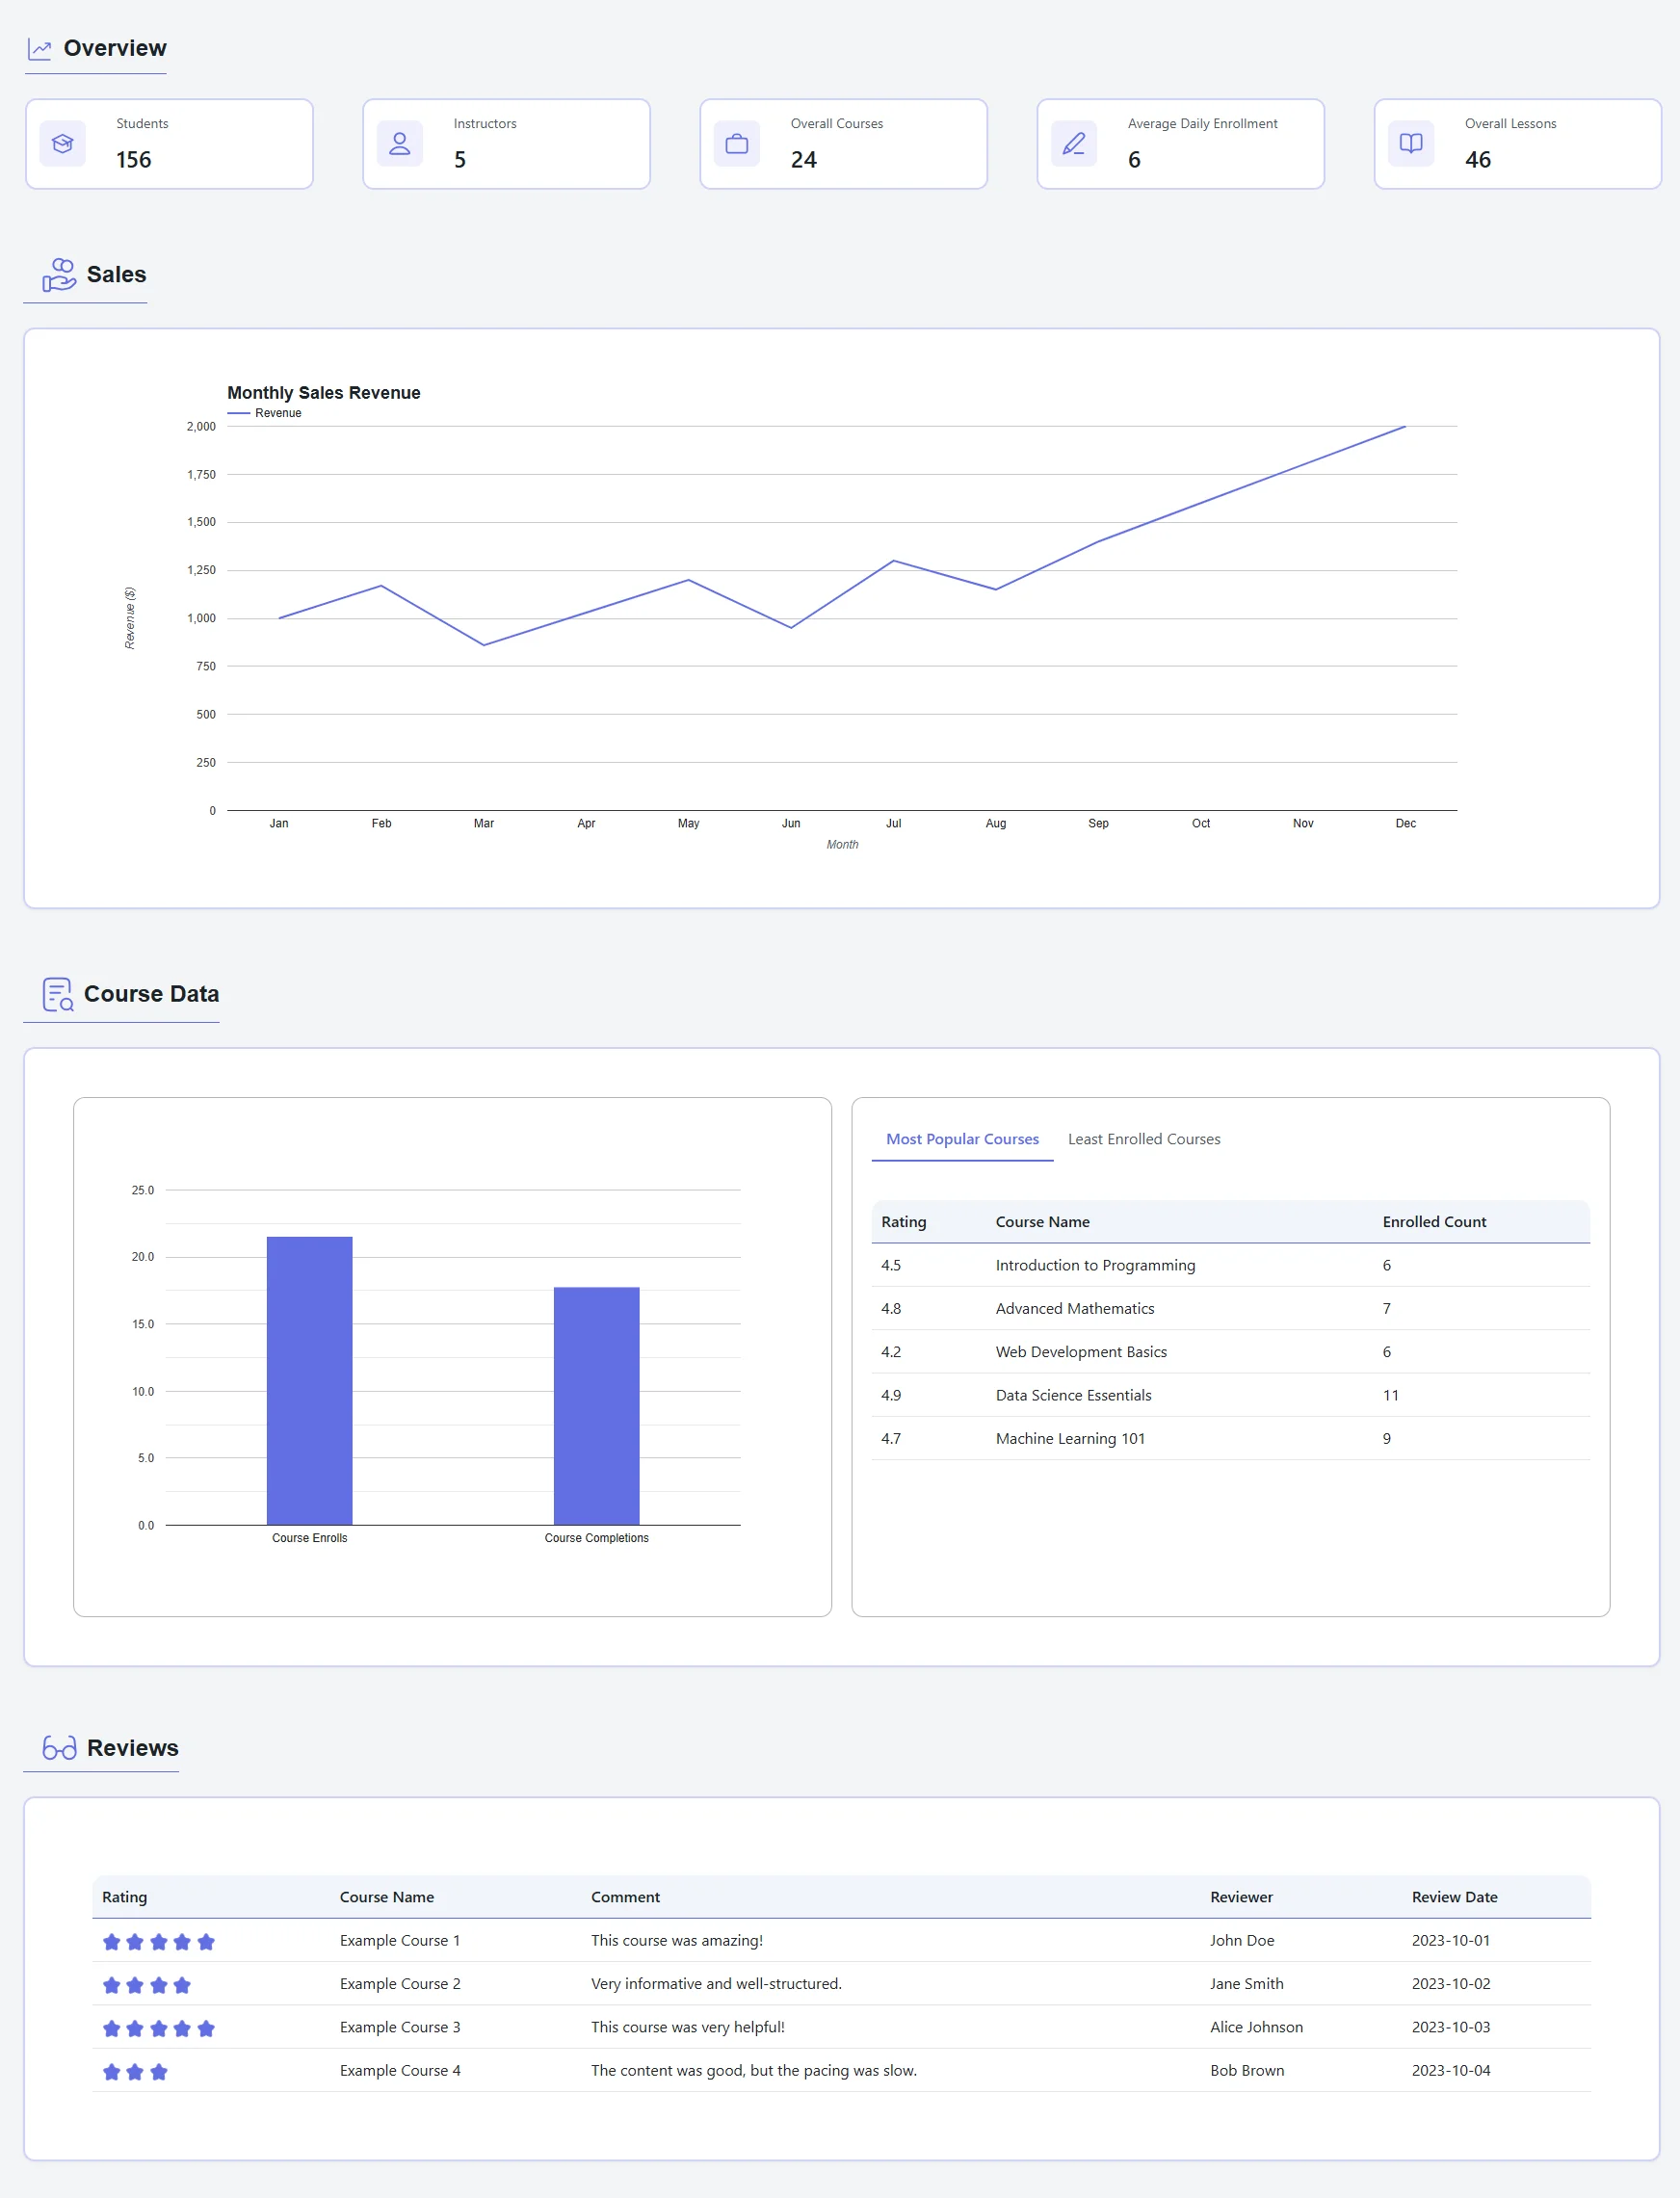 Overview
Students
156
Instructors
5
Overall Courses
24
Average Daily Enrollment
6
Overall Lessons
46
Sales
Monthly Sales Revenue
Revenue
2,000
1,750
1,500
1,250
1,000
750
500
250
0
Revenue ($)
Jan Feb Mar Apr May Jun Jul Aug Sep Oct Nov Dec
Month
Course Data
25.0
20.0
15.0
10.0
5.0
0.0
Course Enrolls Course Completions
Most Popular Courses Least Enrolled Courses
Rating Course Name Enrolled Count
4.5 Introduction to Programming 6
4.8 Advanced Mathematics 7
4.2 Web Development Basics 6
4.9 Data Science Essentials 11
4.7 Machine Learning 101 9
Reviews
Rating Course Name Comment Reviewer Review Date
Example Course 1 This course was amazing! John Doe 2023-10-01
Example Course 2 Very informative and well-structured. Jane Smith 2023-10-02
Example Course 3 This course was very helpful! Alice Johnson 2023-10-03
Example Course 4 The content was good, but the pacing was slow. Bob Brown 2023-10-04